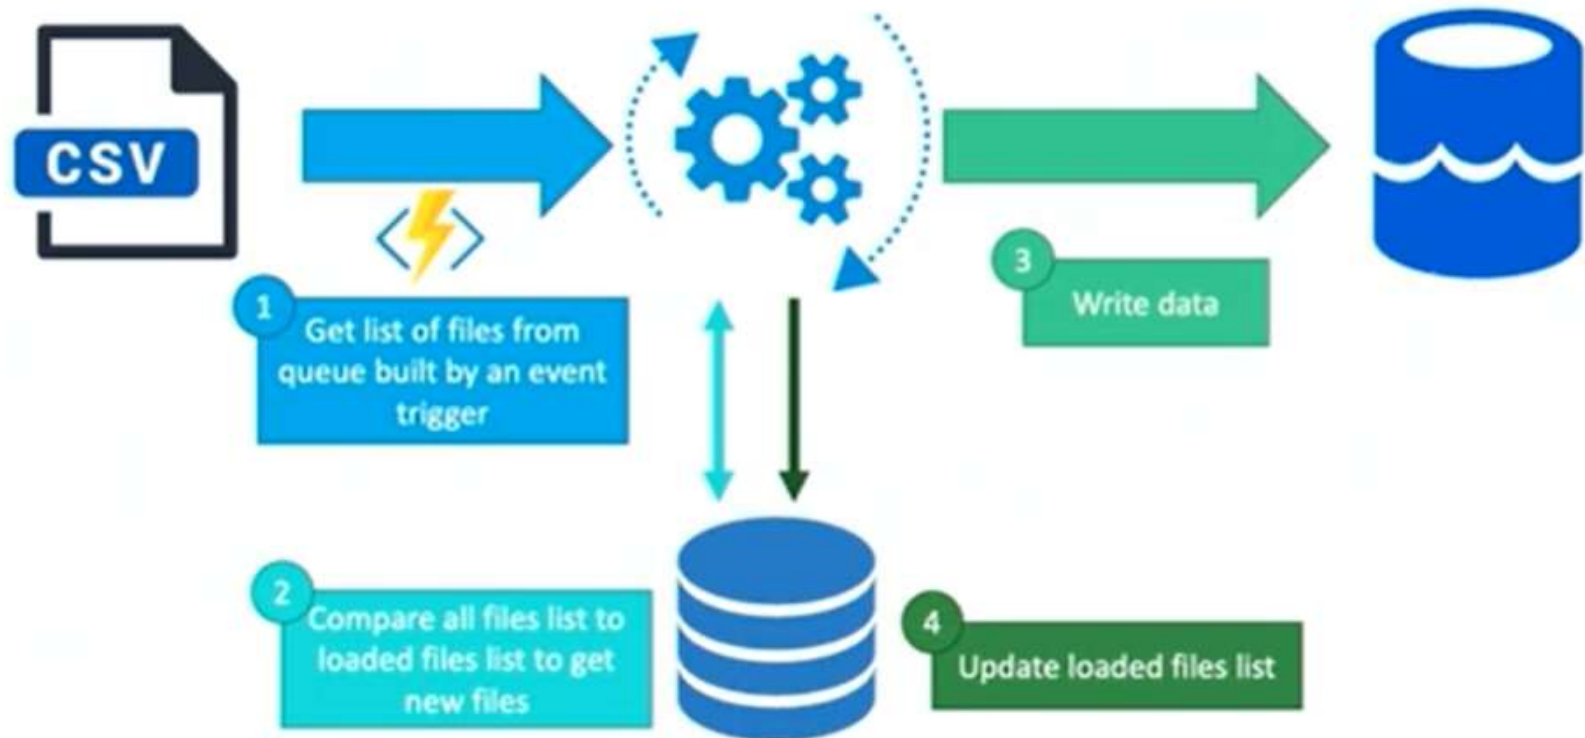 CSV
1
Get list of files from
queue built by an event
trigger
3
Write data
2
Compare all files list to
loaded files list to get
new files
4
Update loaded files list